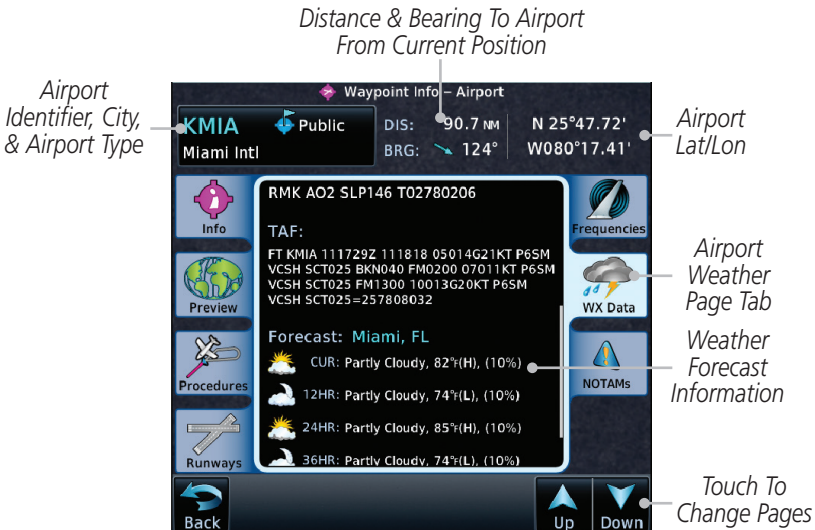 Distance & Bearing To Airport
From Current Position
Airport
Identifier, City,
& Airport Type
Waypoint Info – Airport
KMIA Public
Miami Intl
DIS: 90.7 NM
BRG: 124°
N 25°47.72'
W080°17.41'
Airport
Lat/Lon
Info
Preview
Procedures
Runways
RMK AO2 SLP146 T02780206
TAF:
FT KMIA 111729Z 111818 05014G21KT P6SM
VCSH SCT025 BKN040 FM0200 07011KT P6SM
VCSH SCT025 FM1300 10013G20KT P6SM
VCSH SCT025=257808032
Forecast: Miami, FL
CUR: Partly Cloudy, 82°F(H), (10%)
12HR: Partly Cloudy, 74°F(L), (10%)
24HR: Partly Cloudy, 85°F(H), (10%)
36HR: Partly Cloudy, 74°F(L), (10%)
Frequencies
WX Data
NOTAMs
Airport
Weather
Page Tab
Weather
Forecast
Information
Back
Up
Down
Touch To
Change Pages